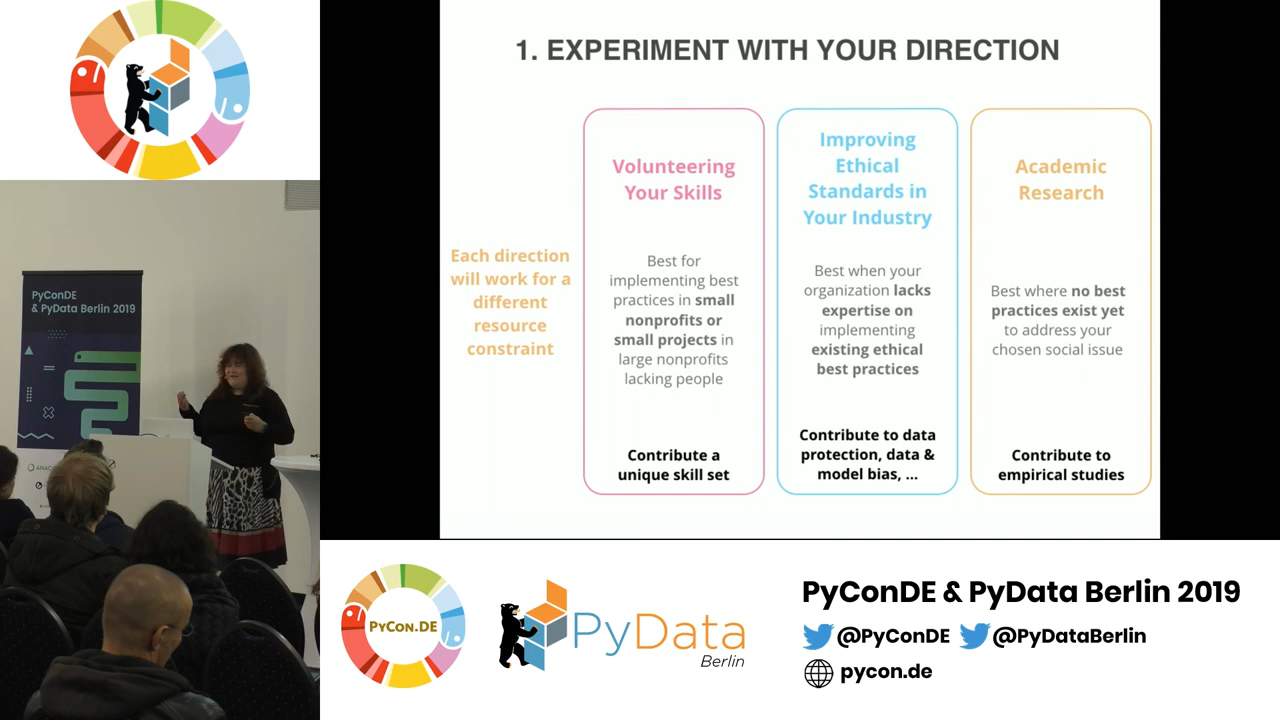 1. EXPERIMENT WITH YOUR DIRECTION
Each direction
will work for a
different
resource
constraint
Volunteering
Your Skills
Best for
implementing best
practices in small
nonprofits or
small projects in
large nonprofits
lacking people
Contribute a
unique skill set
Improving
Ethical
Standards in
Your Industry
Best when your
organization lacks
expertise on
implementing
existing ethical
best practices
Contribute to data
protection, data &
model bias, ...
Academic
Research
Best where no best
practices exist yet
to address your
chosen social issue
Contribute to
empirical studies
PyConDE
& PyData Berlin 2019
PYCON.DE
PyData
Berlin
PyConDE & PyData Berlin 2019
@PyConDE @PyDataBerlin
pycon.de